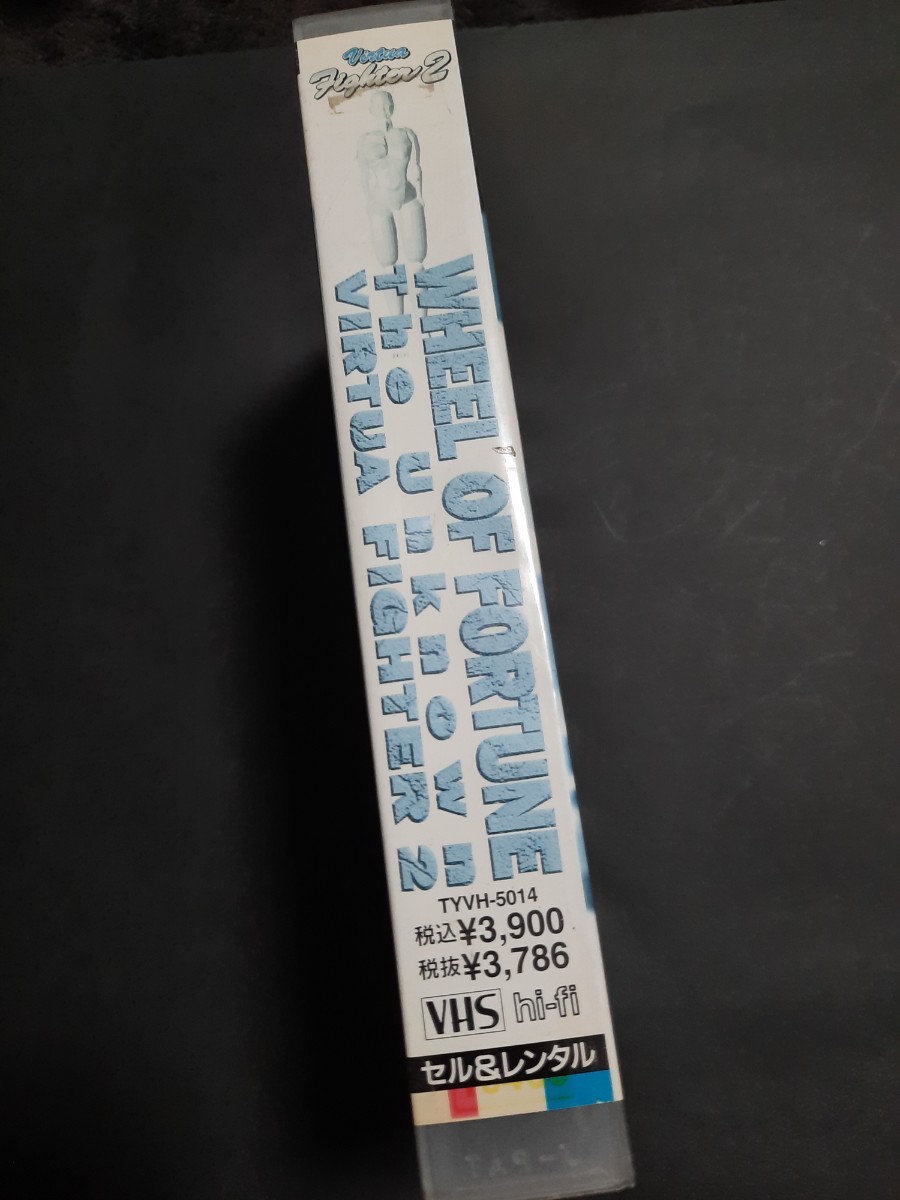 Virtua
Fighter 2
WHEEL OF FORTUNE
The Unknown
VIRTUA FIGHTER 2
TYVH-5014
税込¥3,900
税抜¥3,786
VHS hi-fi
セル&レンタル